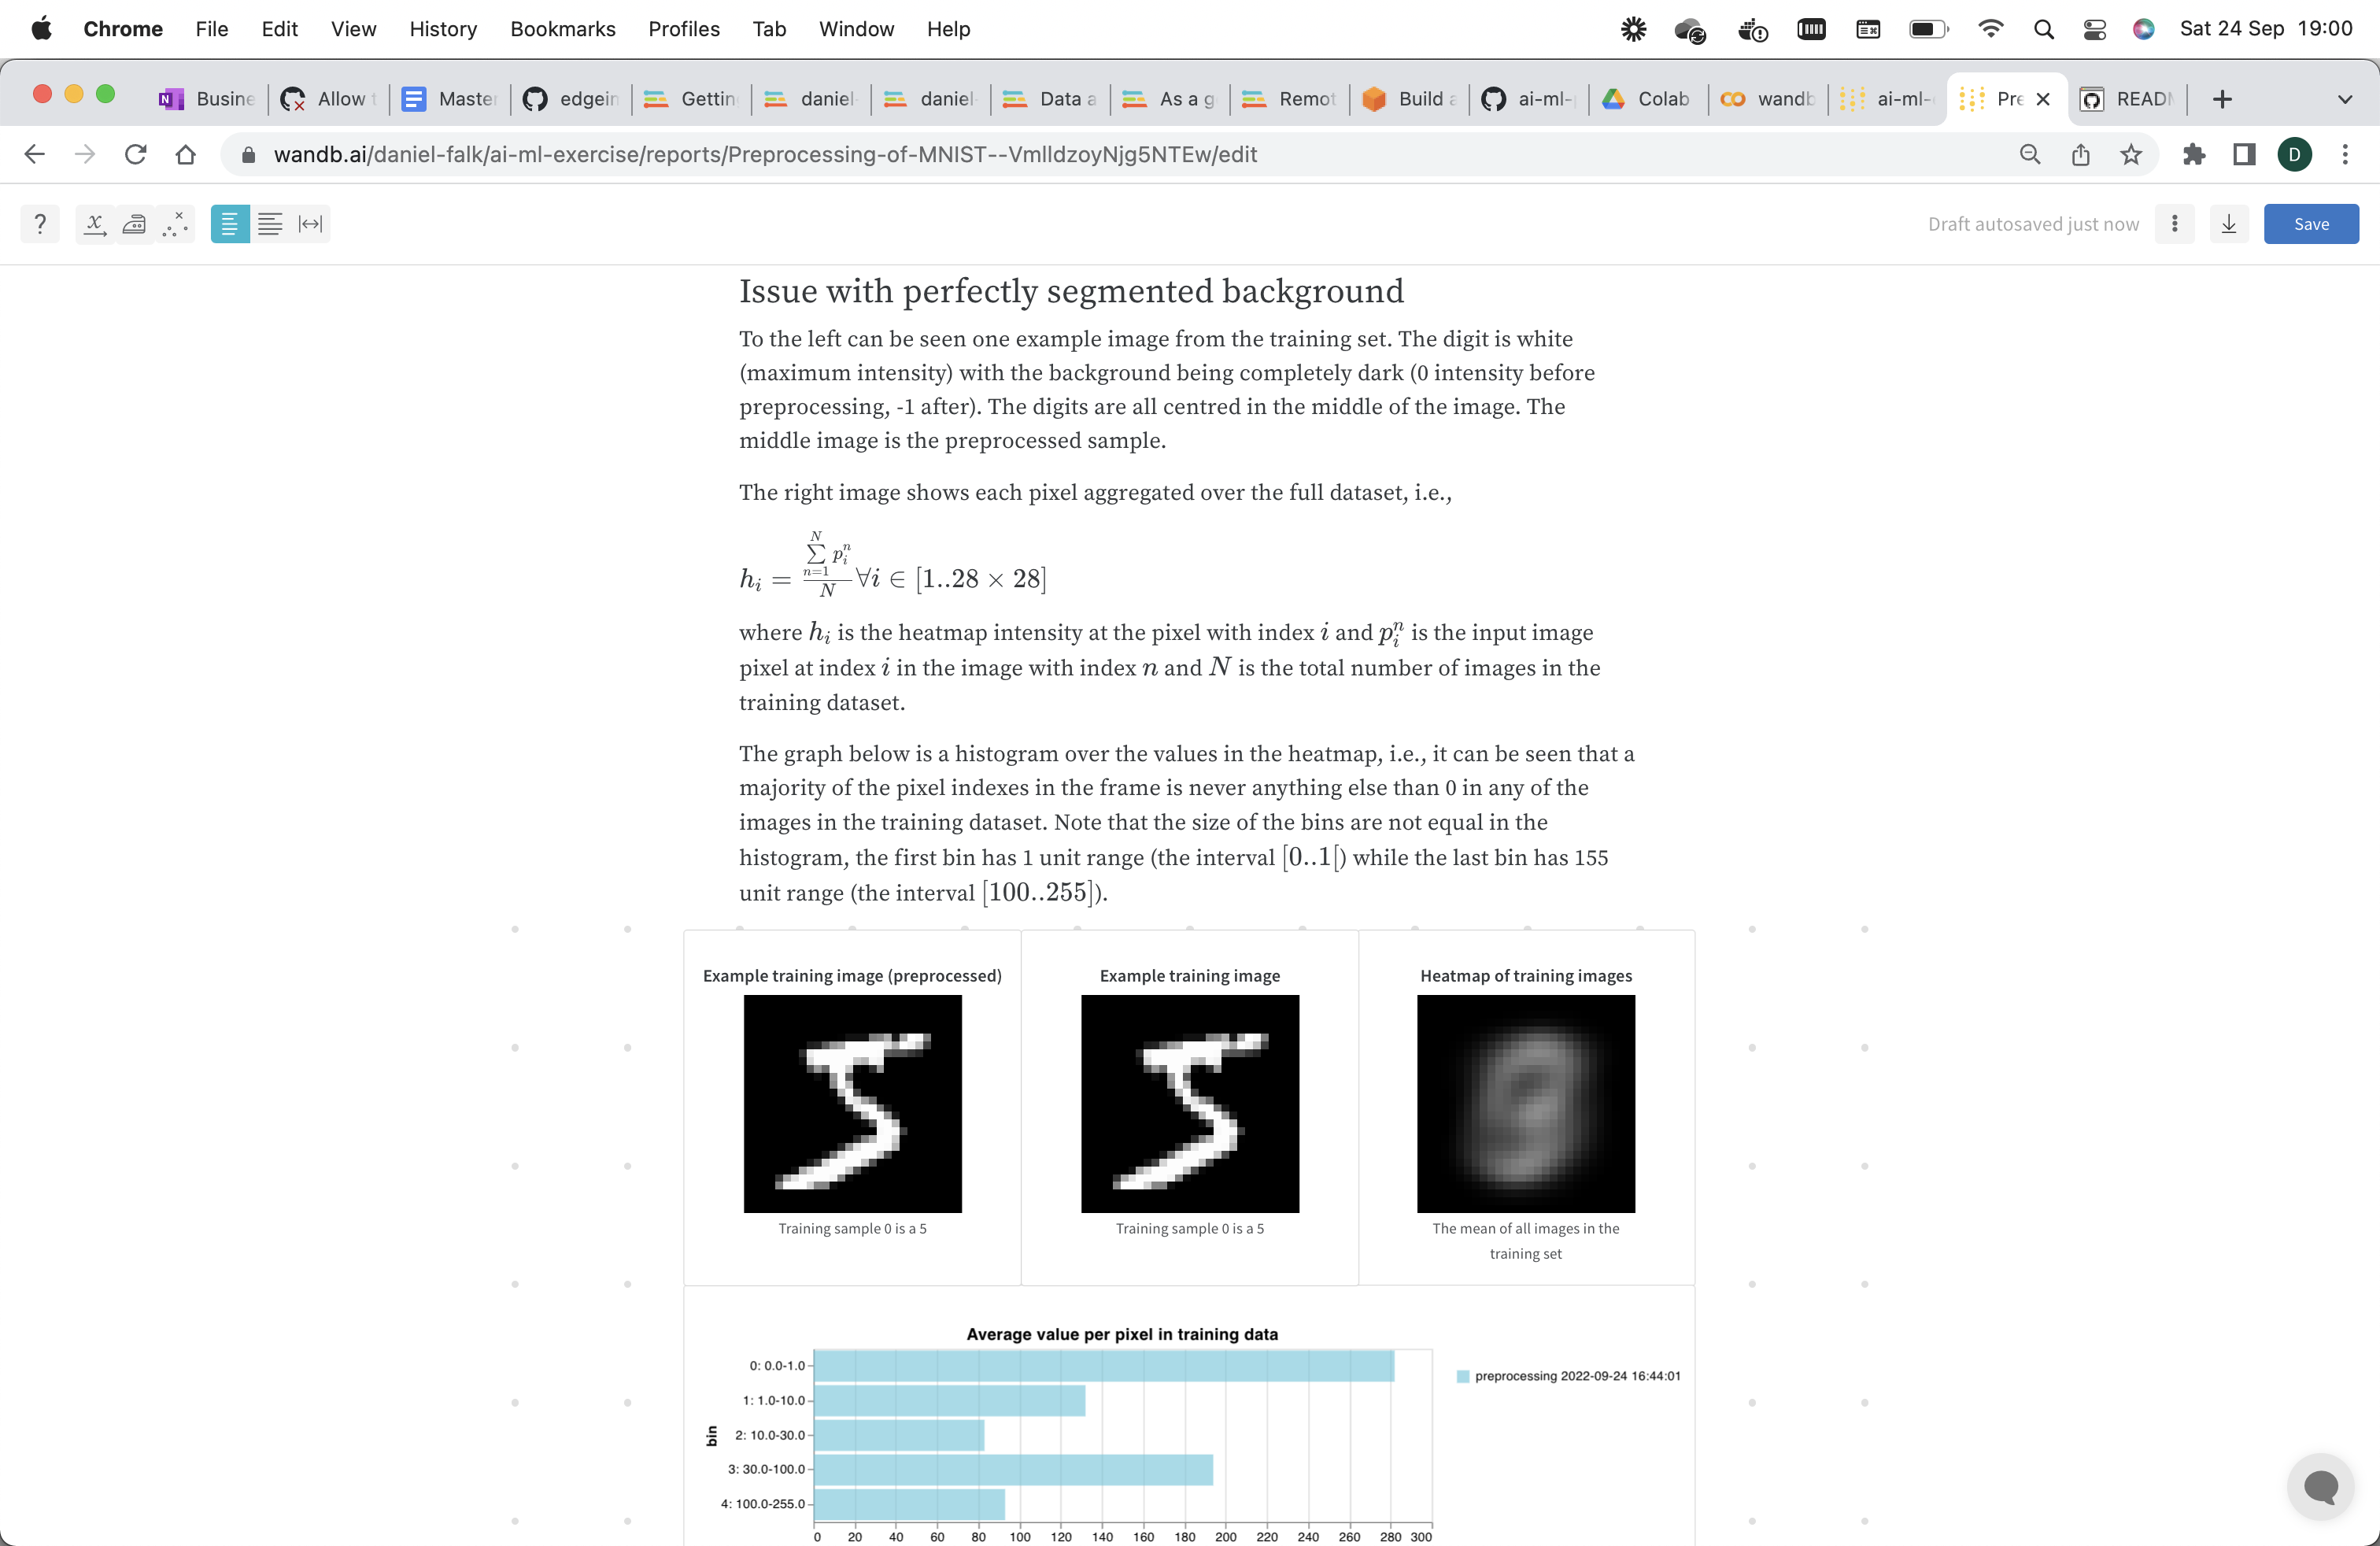 Chrome File Edit View History Bookmarks Profiles Tab Window Help Sat 24 Sep 19:00
Busine Allow Master edgein Gettin daniel- daniel- Data a As a g Remot Build a ai-ml- Colab wandb ai-ml- Pre READ
wandb.ai/daniel-falk/ai-ml-exercise/reports/Preprocessing-of-MNIST--VmlldzoyNjg5NTEw/edit D
? x Draft autosaved just now Save
Issue with perfectly segmented background
To the left can be seen one example image from the training set. The digit is white
(maximum intensity) with the background being completely dark (0 intensity before
preprocessing, -1 after). The digits are all centred in the middle of the image. The
middle image is the preprocessed sample.
The right image shows each pixel aggregated over the full dataset, i.e.,
h_i = \frac{\sum_{n=1}^{N} p_i^n}{N} ∀i ∈ [1..28 × 28]
where h_i is the heatmap intensity at the pixel with index i and p_i^n is the input image
pixel at index i in the image with index n and N is the total number of images in the
training dataset.
The graph below is a histogram over the values in the heatmap, i.e., it can be seen that a
majority of the pixel indexes in the frame is never anything else than 0 in any of the
images in the training dataset. Note that the size of the bins are not equal in the
histogram, the first bin has 1 unit range (the interval [0..1[) while the last bin has 155
unit range (the interval [100..255]).
Example training image (preprocessed) Example training image Heatmap of training images
Training sample 0 is a 5 Training sample 0 is a 5 The mean of all images in the
training set
Average value per pixel in training data
0: 0.0-1.0
preprocessing 2022-09-24 16:44:01
1: 1.0-10.0
bin
2: 10.0-30.0
3: 30.0-100.0
4: 100.0-255.0
0 20 40 60 80 100 120 140 160 180 200 220 240 260 280 300